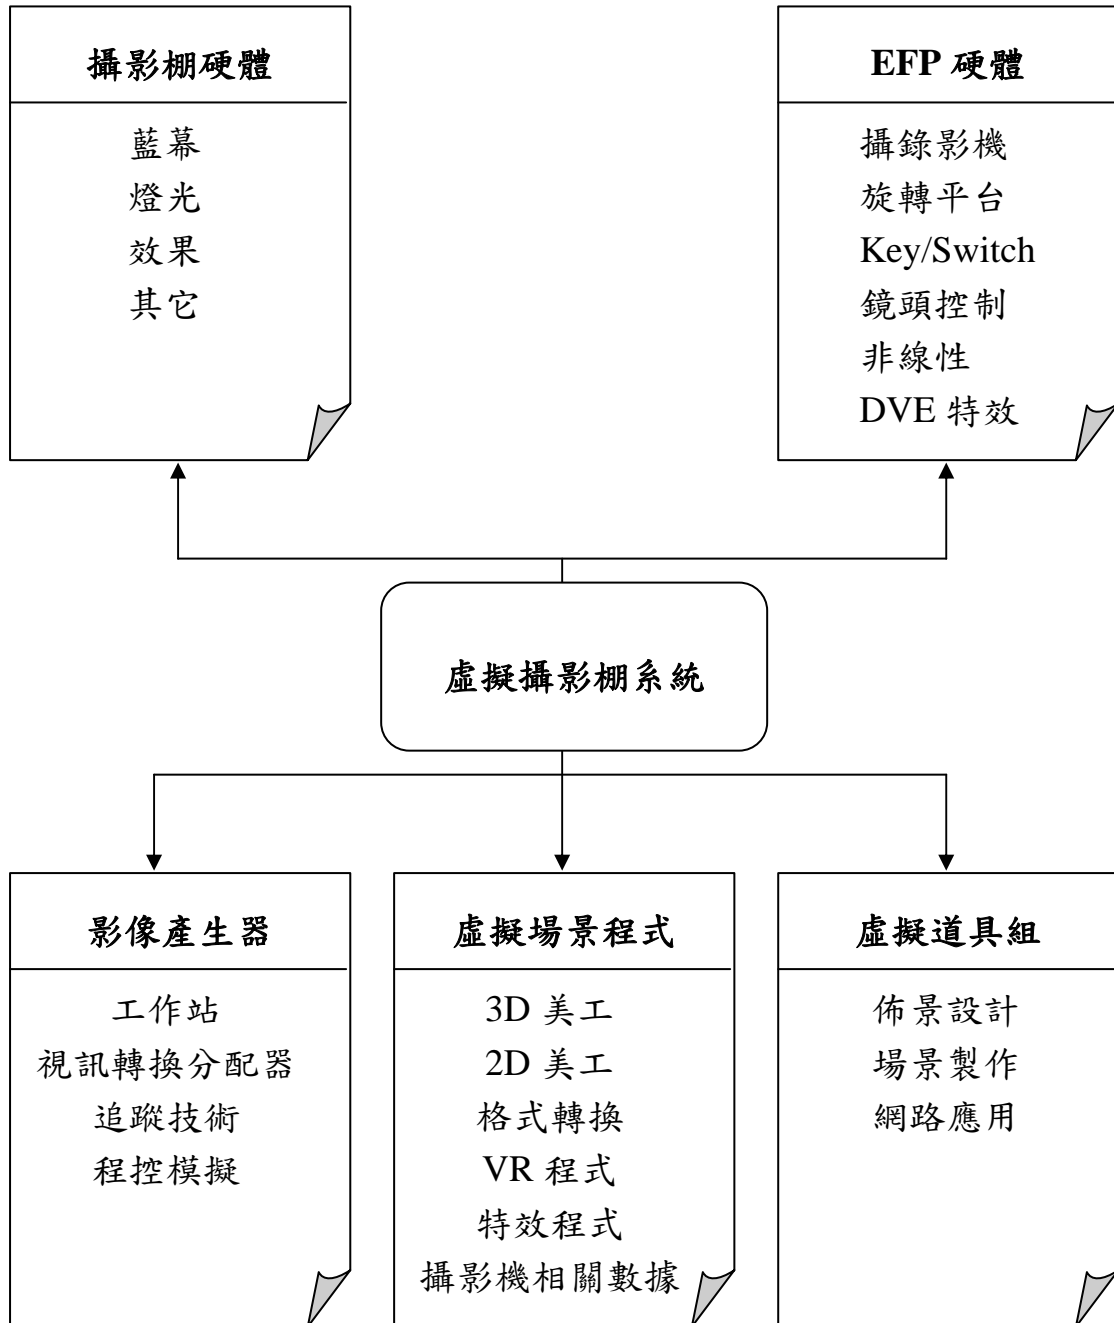 攝影棚硬體
藍幕
燈光
效果
其它
EFP 硬體
攝錄影機
旋轉平台
Key/Switch
鏡頭控制
非線性
DVE 特效
虛擬攝影棚系統
影像產生器
工作站
視訊轉換分配器
追蹤技術
程控模擬
虛擬場景程式
3D 美工
2D 美工
格式轉換
VR 程式
特效程式
攝影機相關數據
虛擬道具組
佈景設計
場景製作
網路應用